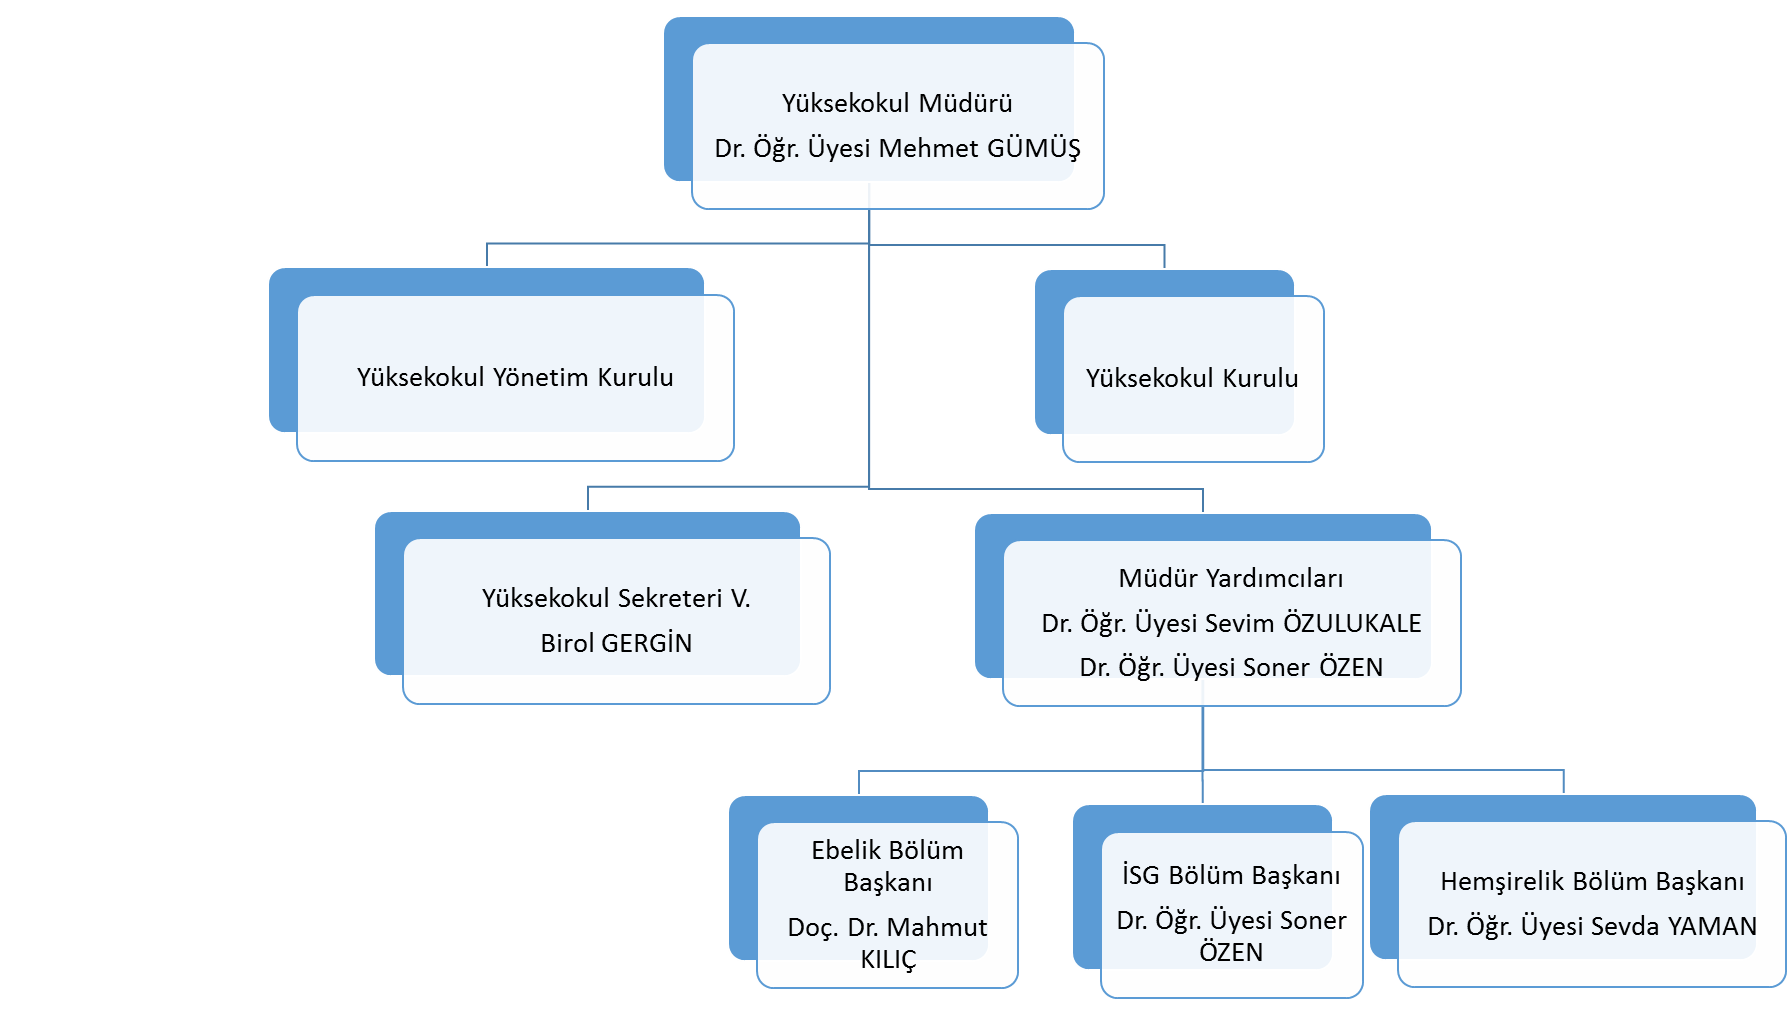 Yüksekokul Müdürü
Dr. Öğr. Üyesi Mehmet GÜMÜŞ
Yüksekokul Yönetim Kurulu
Yüksekokul Kurulu
Yüksekokul Sekreteri V.
Birol GERGİN
Müdür Yardımcıları
Dr. Öğr. Üyesi Sevim ÖZULUKALE
Dr. Öğr. Üyesi Soner ÖZEN
Ebelik Bölüm
Başkanı
Doç. Dr. Mahmut
KILIÇ
İSG Bölüm Başkanı
Dr. Öğr. Üyesi Soner
ÖZEN
Hemşirelik Bölüm Başkanı
Dr. Öğr. Üyesi Sevda YAMAN